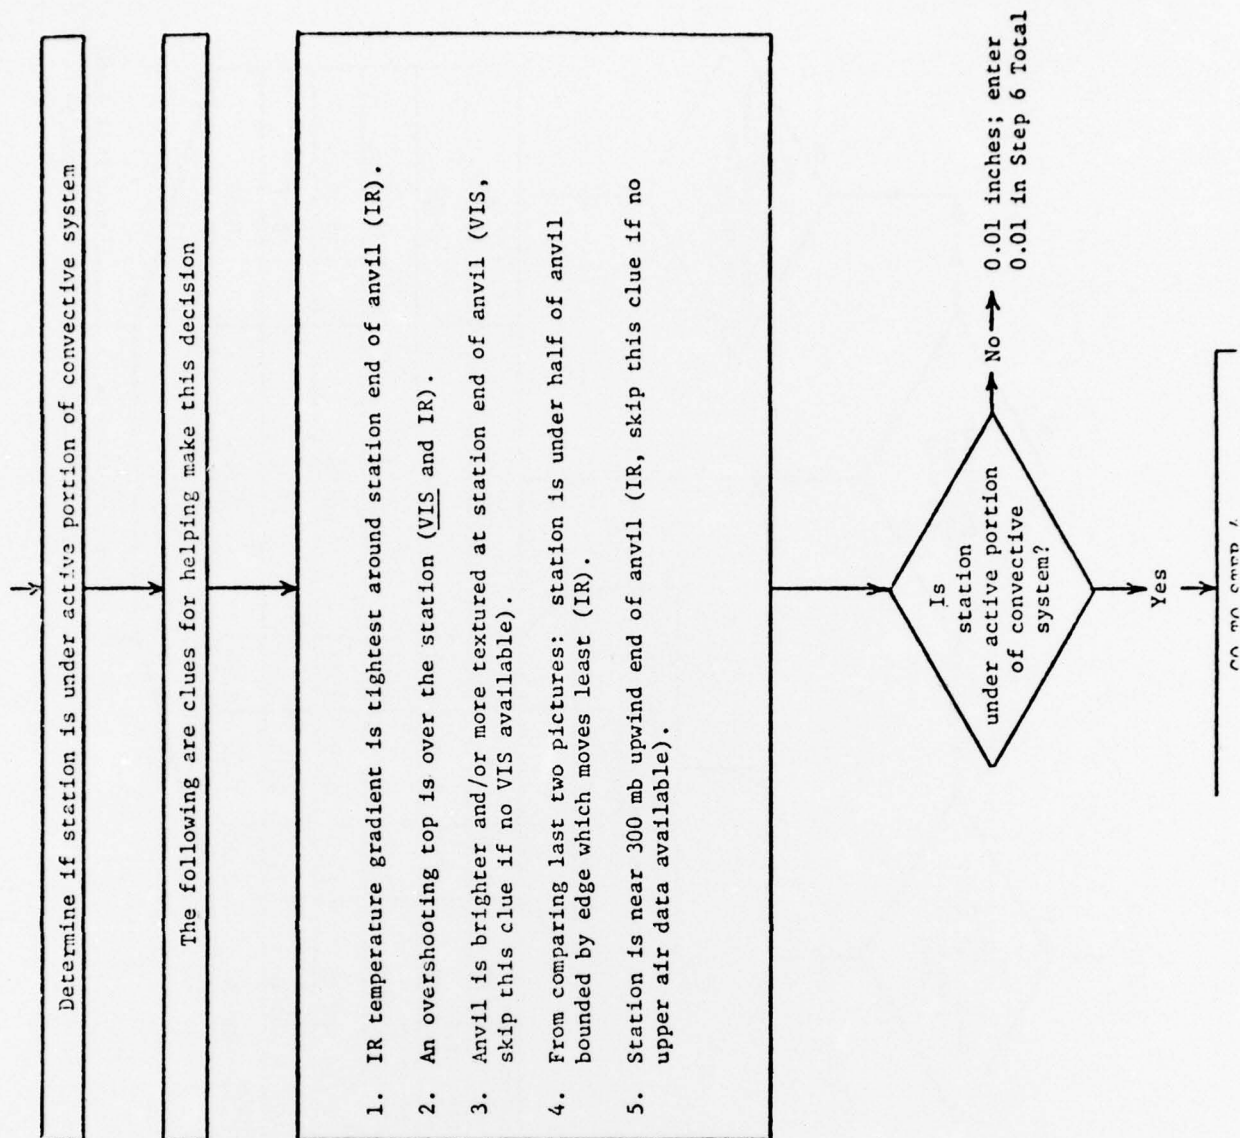 Determine if station is under active portion of convective system
The following are clues for helping make this decision
1. IR temperature gradient is tightest around station end of anvil (IR).
2. An overshooting top is over the station (VIS and IR).
3. Anvil is brighter and/or more textured at station end of anvil (VIS,
skip this clue if no VIS available).
4. From comparing last two pictures: station is under half of anvil
bounded by edge which moves least (IR).
5. Station is near 300 mb upwind end of anvil (IR, skip this clue if no
upper air data available).
Is
station
under active portion
of convective
system?
No
0.01 inches; enter
0.01 in Step 6 Total
Yes
GO TO STEP